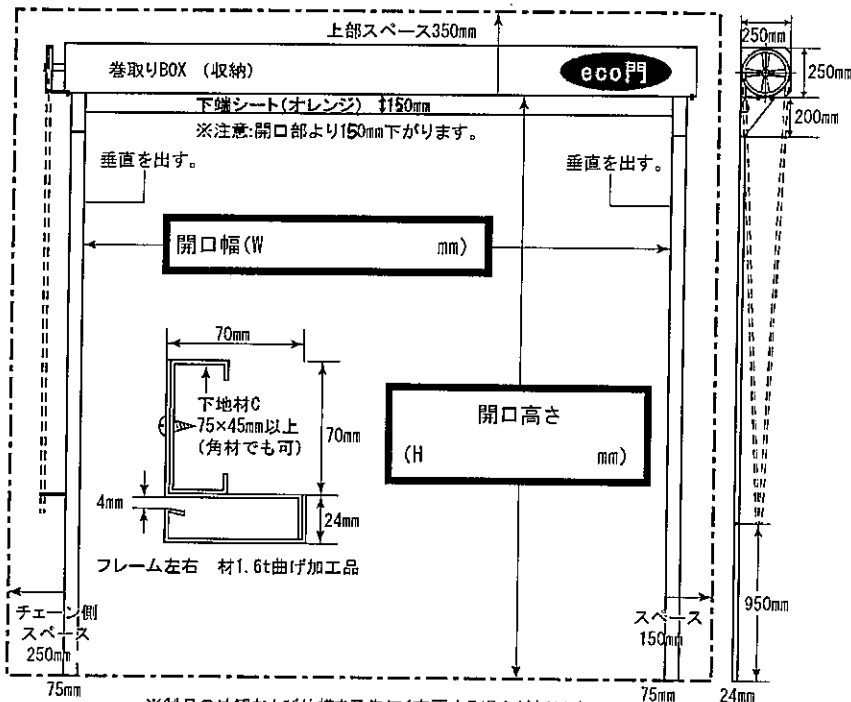 上部スペース350mm
250mm
巻取りBOX （収納）
eco門
250mm
下端シート(オレンジ) 150mm
200mm
※注意:開口部より150mm下がります。
垂直を出す。
垂直を出す。
開口幅(W mm)
70mm
下地材C
75×45mm以上
(角材でも可)
70mm
開口高さ
(H mm)
4mm
24mm
フレーム左右 材1.6t曲げ加工品
チェーン側
スペース
250mm
スペース
150mm
950mm
75mm
75mm
24mm